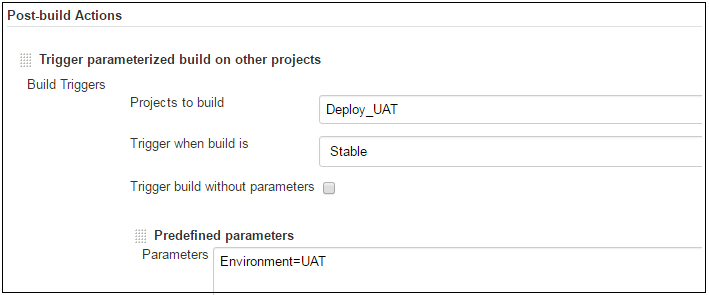 Post-build Actions
Trigger parameterized build on other projects
Build Triggers
Projects to build
Deploy_UAT
Trigger when build is
Stable
Trigger build without parameters
Predefined parameters
Parameters
Environment=UAT